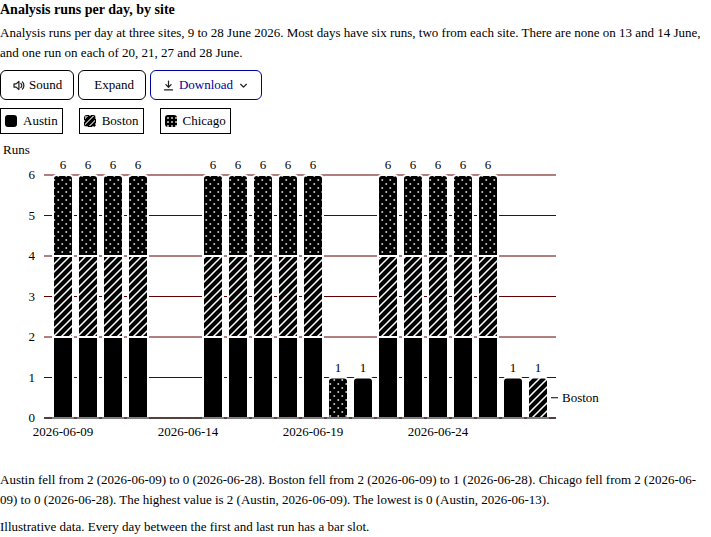 Analysis runs per day, by site
Analysis runs per day at three sites, 9 to 28 June 2026. Most days have six runs, two from each site. There are none on 13 and 14 June,
and one run on each of 20, 21, 27 and 28 June.
Sound Expand Download
Austin Boston Chicago
Runs
6 6 6 6 6 6 6 6 6 6 6 6 6 6
6
5
4
3
2
1 1 1 1 1
Boston
0
2026-06-09 2026-06-14 2026-06-19 2026-06-24
Austin fell from 2 (2026-06-09) to 0 (2026-06-28). Boston fell from 2 (2026-06-09) to 1 (2026-06-28). Chicago fell from 2 (2026-06-
09) to 0 (2026-06-28). The highest value is 2 (Austin, 2026-06-09). The lowest is 0 (Austin, 2026-06-13).
Illustrative data. Every day between the first and last run has a bar slot.